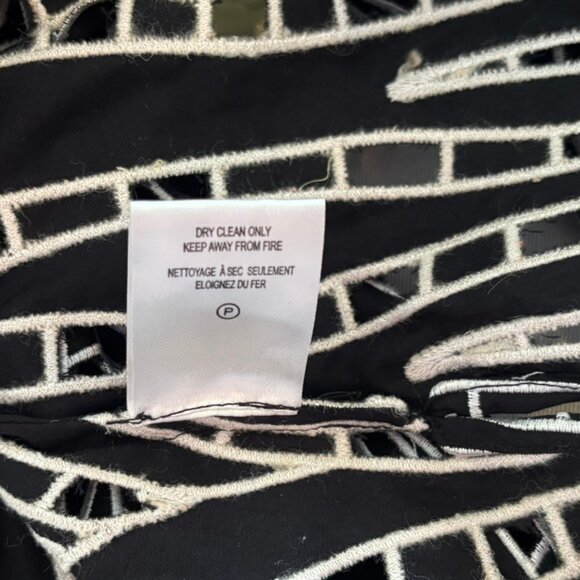 DRY CLEAN ONLY
KEEP AWAY FROM FIRE
NETTOYAGE À SEC SEULEMENT
ELOIGNEZ DU FER
P